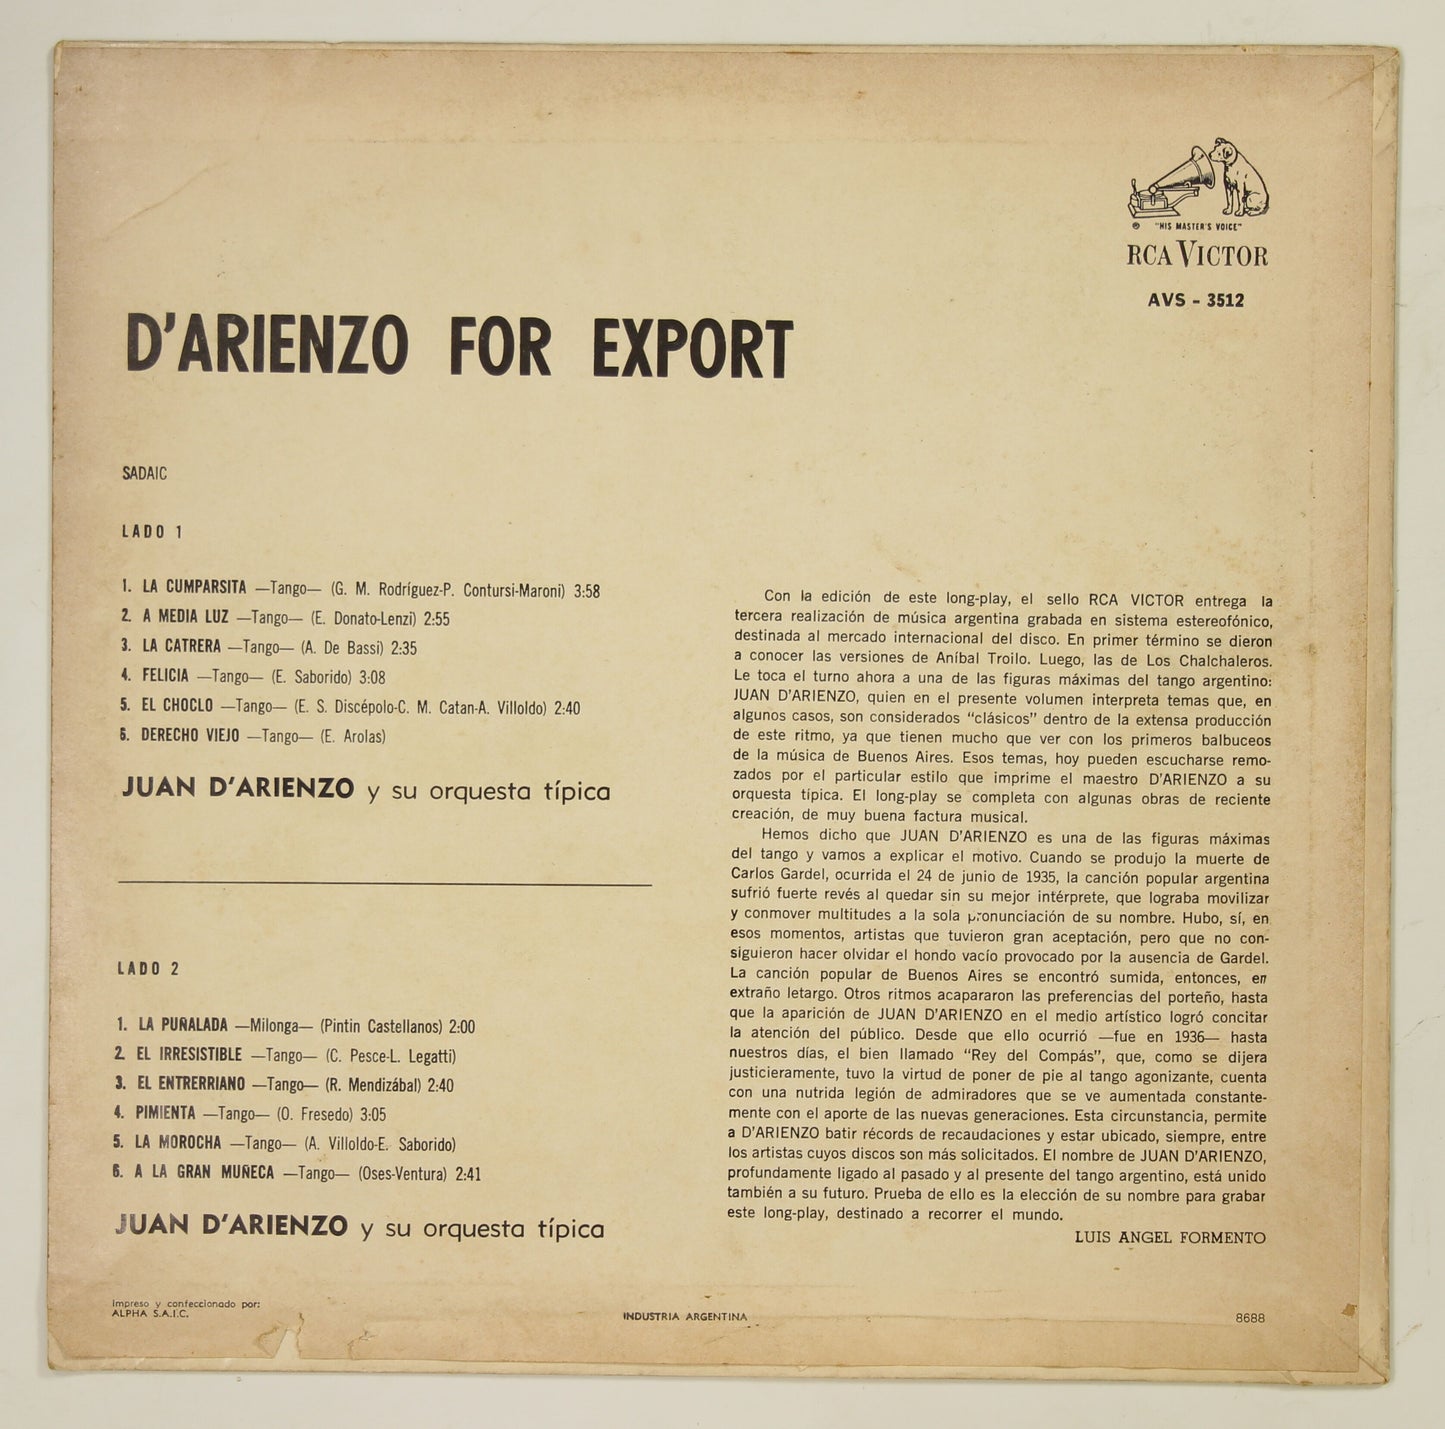 ® "HIS MASTER'S VOICE"
RCA VICTOR
AVS - 3512
D'ARIENZO FOR EXPORT
SADAIC
LADO 1
1. LA CUMPARSITA —Tango— (G. M. Rodríguez-P. Contursi-Maroni) 3:58
2. A MEDIA LUZ —Tango— (E. Donato-Lenzi) 2:55
3. LA CATRERA —Tango— (A. De Bassi) 2:35
4. FELICIA —Tango— (E. Saborido) 3:08
5. EL CHOCLO —Tango— (E. S. Discépolo-C. M. Catan-A. Villoldo) 2:40
6. DERECHO VIEJO —Tango— (E. Arolas)
JUAN D'ARIENZO y su orquesta típica
LADO 2
1. LA PUÑALADA —Milonga— (Pintin Castellanos) 2:00
2. EL IRRESISTIBLE —Tango— (C. Pesce-L. Legatti)
3. EL ENTRERRIANO —Tango— (R. Mendizábal) 2:40
4. PIMIENTA —Tango— (O. Fresedo) 3:05
5. LA MOROCHA —Tango— (A. Villoldo-E. Saborido)
6. A LA GRAN MUÑECA —Tango— (Oses-Ventura) 2:41
JUAN D'ARIENZO y su orquesta típica
Con la edición de este long-play, el sello RCA VICTOR entrega la
tercera realización de música argentina grabada en sistema estereofónico,
destinada al mercado internacional del disco. En primer término se dieron
a conocer las versiones de Aníbal Troilo. Luego, las de Los Chalchaleros.
Le toca el turno ahora a una de las figuras máximas del tango argentino:
JUAN D'ARIENZO, quien en el presente volumen interpreta temas que, en
algunos casos, son considerados "clásicos" dentro de la extensa producción
de este ritmo, ya que tienen mucho que ver con los primeros balbuceos
de la música de Buenos Aires. Esos temas, hoy pueden escucharse remo-
zados por el particular estilo que imprime el maestro D'ARIENZO a su
orquesta típica. El long-play se completa con algunas obras de reciente
creación, de muy buena factura musical.
Hemos dicho que JUAN D'ARIENZO es una de las figuras máximas
del tango y vamos a explicar el motivo. Cuando se produjo la muerte de
Carlos Gardel, ocurrida el 24 de junio de 1935, la canción popular argentina
sufrió fuerte revés al quedar sin su mejor intérprete, que lograba movilizar
y conmover multitudes a la sola pronunciación de su nombre. Hubo, sí, en
esos momentos, artistas que tuvieron gran aceptación, pero que no con-
siguieron hacer olvidar el hondo vacío provocado por la ausencia de Gardel.
La canción popular de Buenos Aires se encontró sumida, entonces, en
extraño letargo. Otros ritmos acapararon las preferencias del porteño, hasta
que la aparición de JUAN D'ARIENZO en el medio artístico logró concitar
la atención del público. Desde que ello ocurrió —fue en 1936— hasta
nuestros días, el bien llamado "Rey del Compás", que, como se dijera
justicieramente, tuvo la virtud de poner de pie al tango agonizante, cuenta
con una nutrida legión de admiradores que se ve aumentada constante-
mente con el aporte de las nuevas generaciones. Esta circunstancia, permite
a D'ARIENZO batir récords de recaudaciones y estar ubicado, siempre, entre
los artistas cuyos discos son más solicitados. El nombre de JUAN D'ARIENZO,
profundamente ligado al pasado y al presente del tango argentino, está unido
también a su futuro. Prueba de ello es la elección de su nombre para grabar
este long-play, destinado a recorrer el mundo.
LUIS ANGEL FORMENTO
Impreso y confeccionado por:
ALPHA S.A.I.C.
INDUSTRIA ARGENTINA
8688